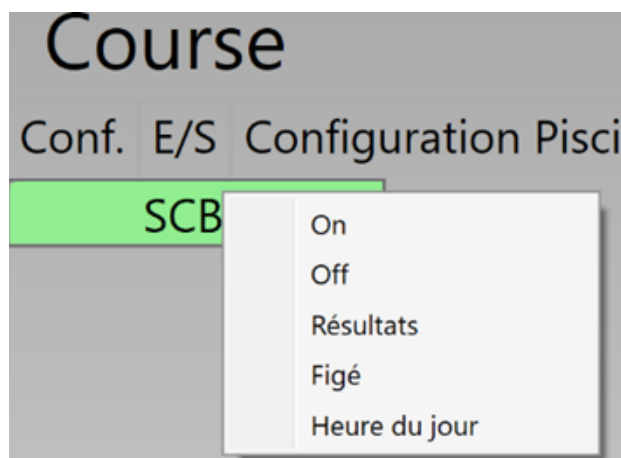 Course
Conf. E/S Configuration Pisci
SCB
On
Off
Résultats
Figé
Heure du jour